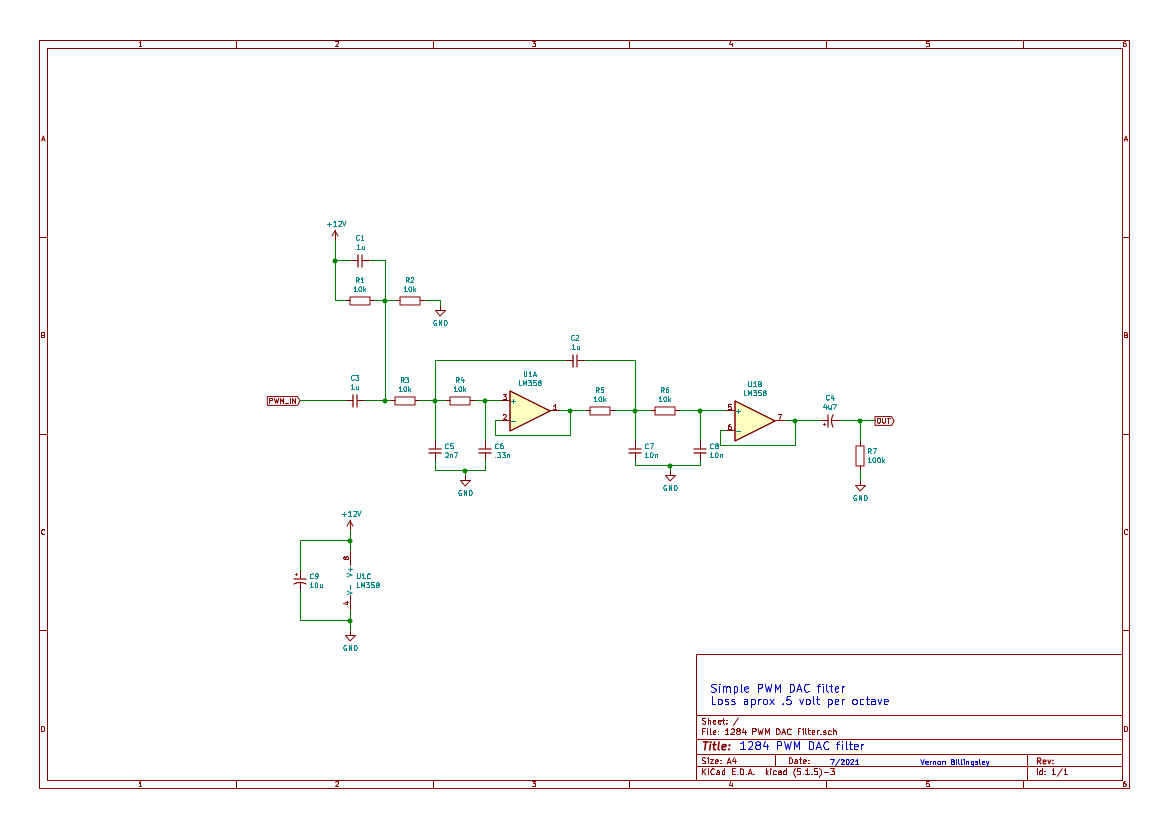 1 2 3 4 5 6
A A
+12V
C1
.1u
R1 R2
10k 10k
GND
B B
C2
.1u
C3 R3 R4 U1A
1u 10k 10k LM358
PWM_IN
3 + 1
2 -
R5 R6 U1B
10k 10k LM358
5 + 7
6 -
C4
4u7
+
OUT
C5 C6 C7 C8 R7
2n7 .33n 10n 10n 100k
GND GND GND
+12V
C C
8
V+
+ C9 U1C
10u LM358
V-
4
GND
Simple PWM DAC filter
Loss aprox .5 volt per octave
D D
Sheet: /
File: 1284 PWM DAC Filter.sch
Title: 1284 PWM DAC filter
Size: A4 Date: 7/2021 Vernon Billingsley Rev:
KiCad E.D.A. kicad (5.1.5)-3 Id: 1/1
1 2 3 4 5 6